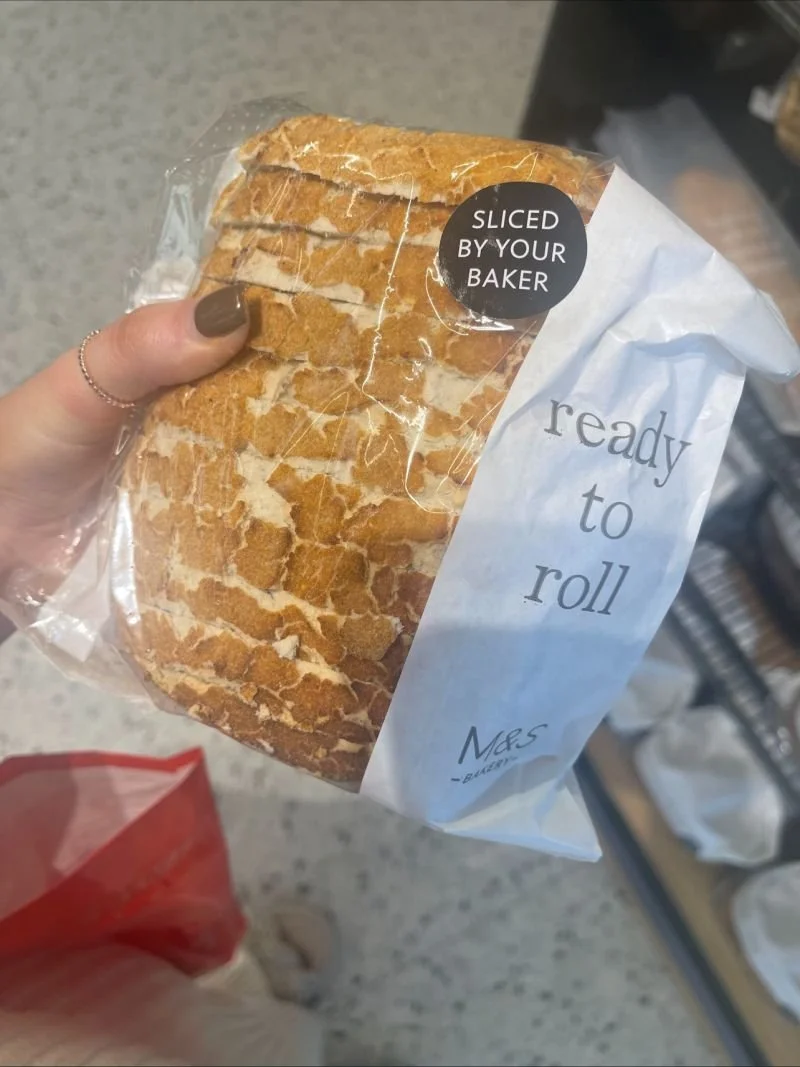 SLICED
BY YOUR
BAKER
ready
to
roll
M&S
~BAKERY~